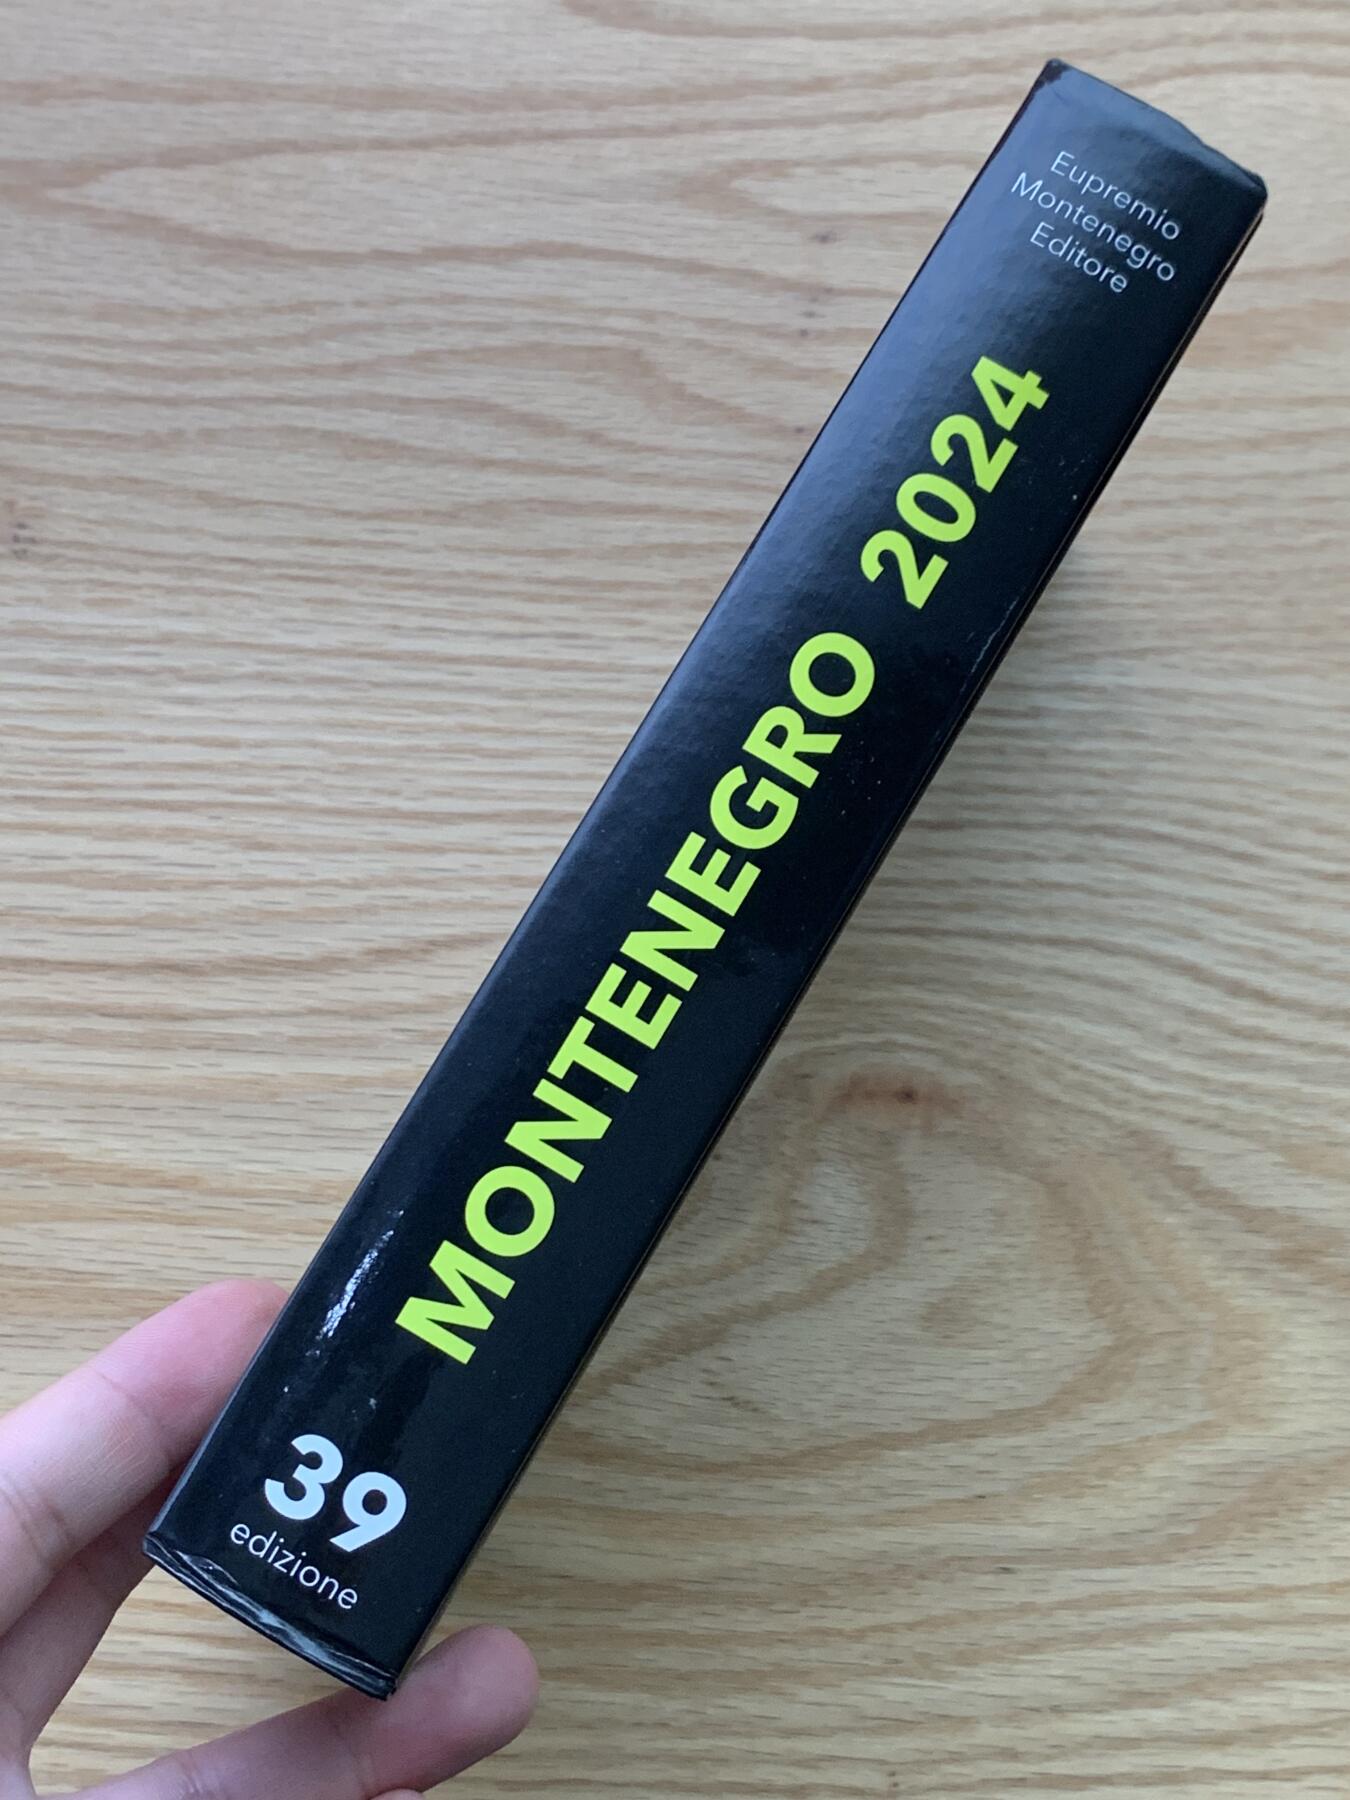 Eupremio
Montenegro
Editore
MONTENEGRO 2024
39
edizione